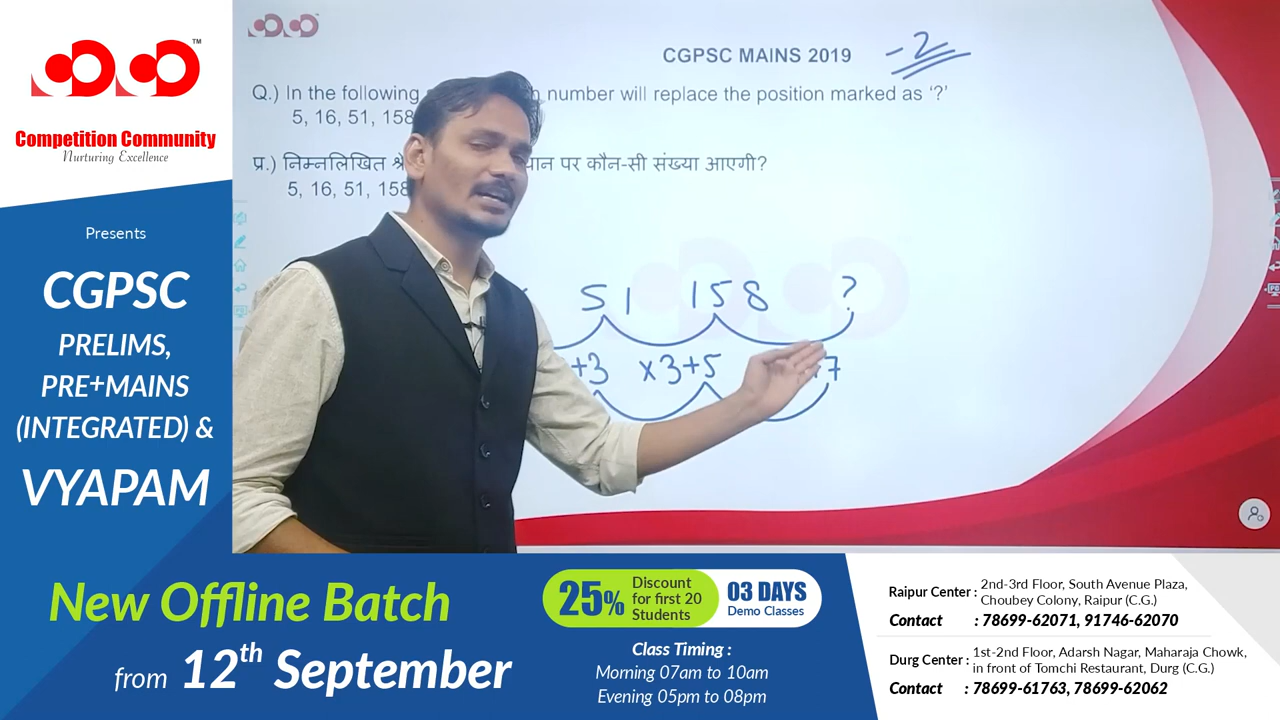 TM
Competition Community
Nurturing Excellence
Presents
CGPSC
PRELIMS,
PRE+MAINS
(INTEGRATED) &
VYAPAM
CGPSC MAINS 2019 -2
Q.) In the following number will replace the position marked as '?'
5, 16, 51, 158
प्र.) निम्नलिखित पर कौन-सी संख्या आएगी?
5, 16, 51, 158
51 158 ?
+3 x3+5 7
New Offline Batch
from 12th September
25% Discount for first 20 Students
03 DAYS
Demo Classes
Class Timing :
Morning 07am to 10am
Evening 05pm to 08pm
Raipur Center : 2nd-3rd Floor, South Avenue Plaza,
Choubey Colony, Raipur (C.G.)
Contact : 78699-62071, 91746-62070
Durg Center : 1st-2nd Floor, Adarsh Nagar, Maharaja Chowk,
in front of Tomchi Restaurant, Durg (C.G.)
Contact : 78699-61763, 78699-62062